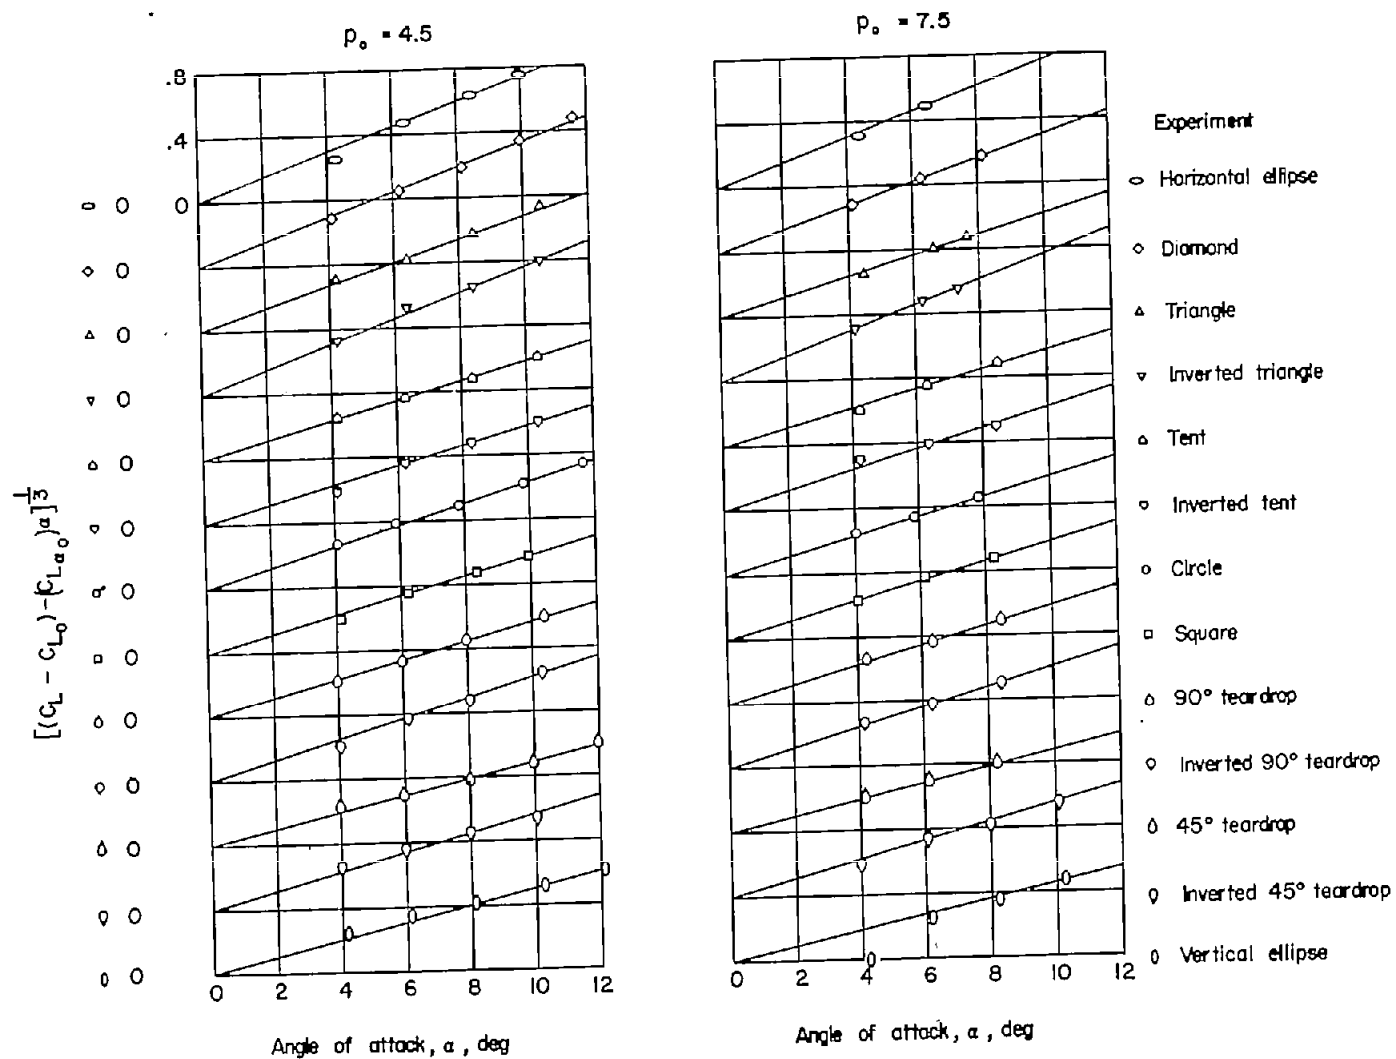 p₀ = 4.5
p₀ = 7.5
.8
.4
0
0
0
0
0
0
0
0
0
0
0
0
0
0
[(C_L − C_L₀) − (C_Lα₀)α]^1/3
Experiment
Horizontal ellipse
Diamond
Triangle
Inverted triangle
Tent
Inverted tent
Circle
Square
90° teardrop
Inverted 90° teardrop
45° teardrop
Inverted 45° teardrop
Vertical ellipse
0 2 4 6 8 10 12
0 2 4 6 8 10 12
Angle of attack, α, deg
Angle of attack, α, deg